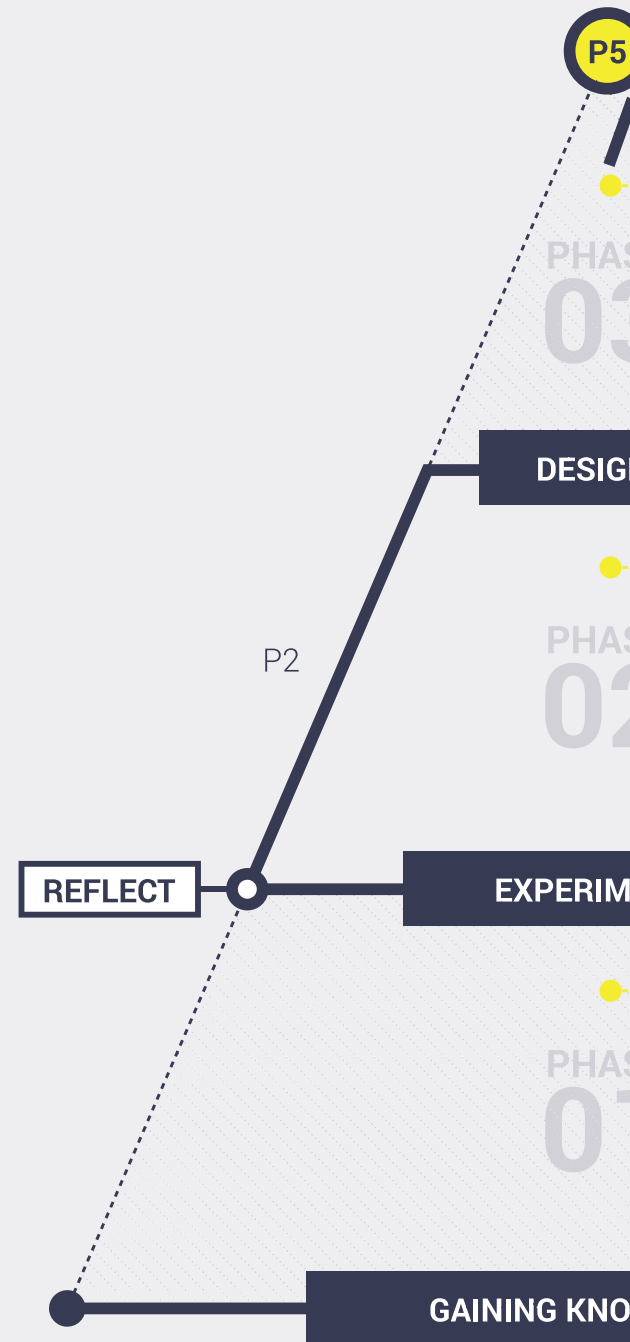 P5
PHAS
03
DESIG
P2
PHAS
02
REFLECT
EXPERIM
PHAS
01
GAINING KNO